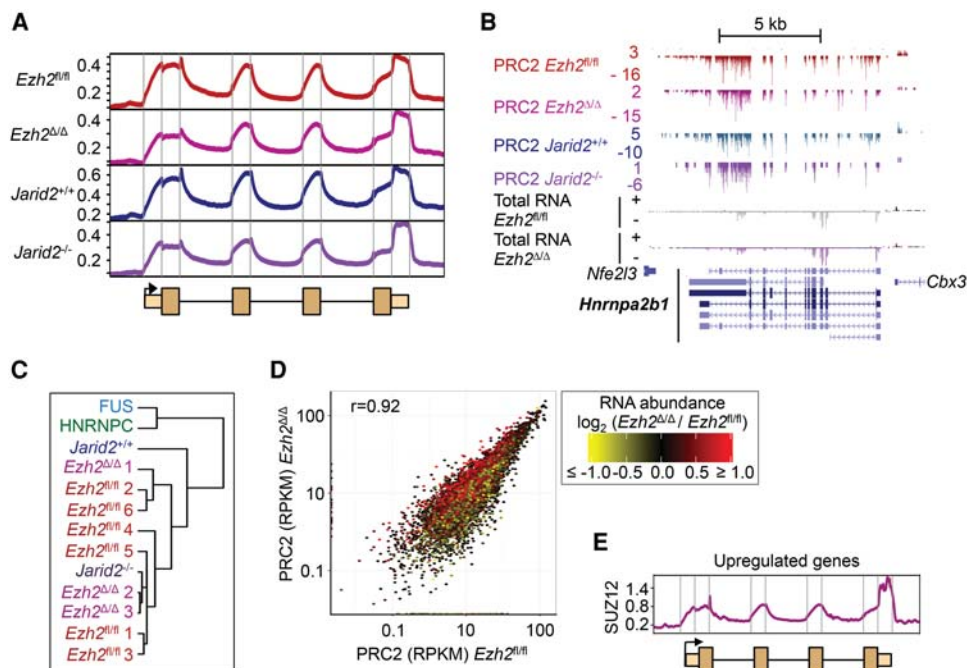 A
Ezh2fl/fl
0.4
0.2
Ezh2Δ/Δ
0.4
0.2
Jarid2+/+
0.6
0.4
0.2
Jarid2-/-
0.4
0.2
B
5 kb
PRC2 Ezh2fl/fl
3
- 16
PRC2 Ezh2Δ/Δ
2
- 15
PRC2 Jarid2+/+
5
-10
PRC2 Jarid2-/-
1
-6
Total RNA
Ezh2fl/fl
+
-
Total RNA
Ezh2Δ/Δ
+
-
Nfe2l3
Cbx3
Hnrnpa2b1
C
FUS
HNRNPC
Jarid2+/+
Ezh2Δ/Δ 1
Ezh2fl/fl 2
Ezh2fl/fl 6
Ezh2fl/fl 4
Ezh2fl/fl 5
Jarid2-/-
Ezh2Δ/Δ 2
Ezh2Δ/Δ 3
Ezh2fl/fl 1
Ezh2fl/fl 3
D
r=0.92
PRC2 (RPKM) Ezh2Δ/Δ
100
10
0.1
0.1
10
100
PRC2 (RPKM) Ezh2fl/fl
RNA abundance
log2 (Ezh2Δ/Δ / Ezh2fl/fl)
≤ -1.0 -0.5 0.0 0.5 ≥ 1.0
E
Upregulated genes
SUZ12
1.4
0.8
0.2